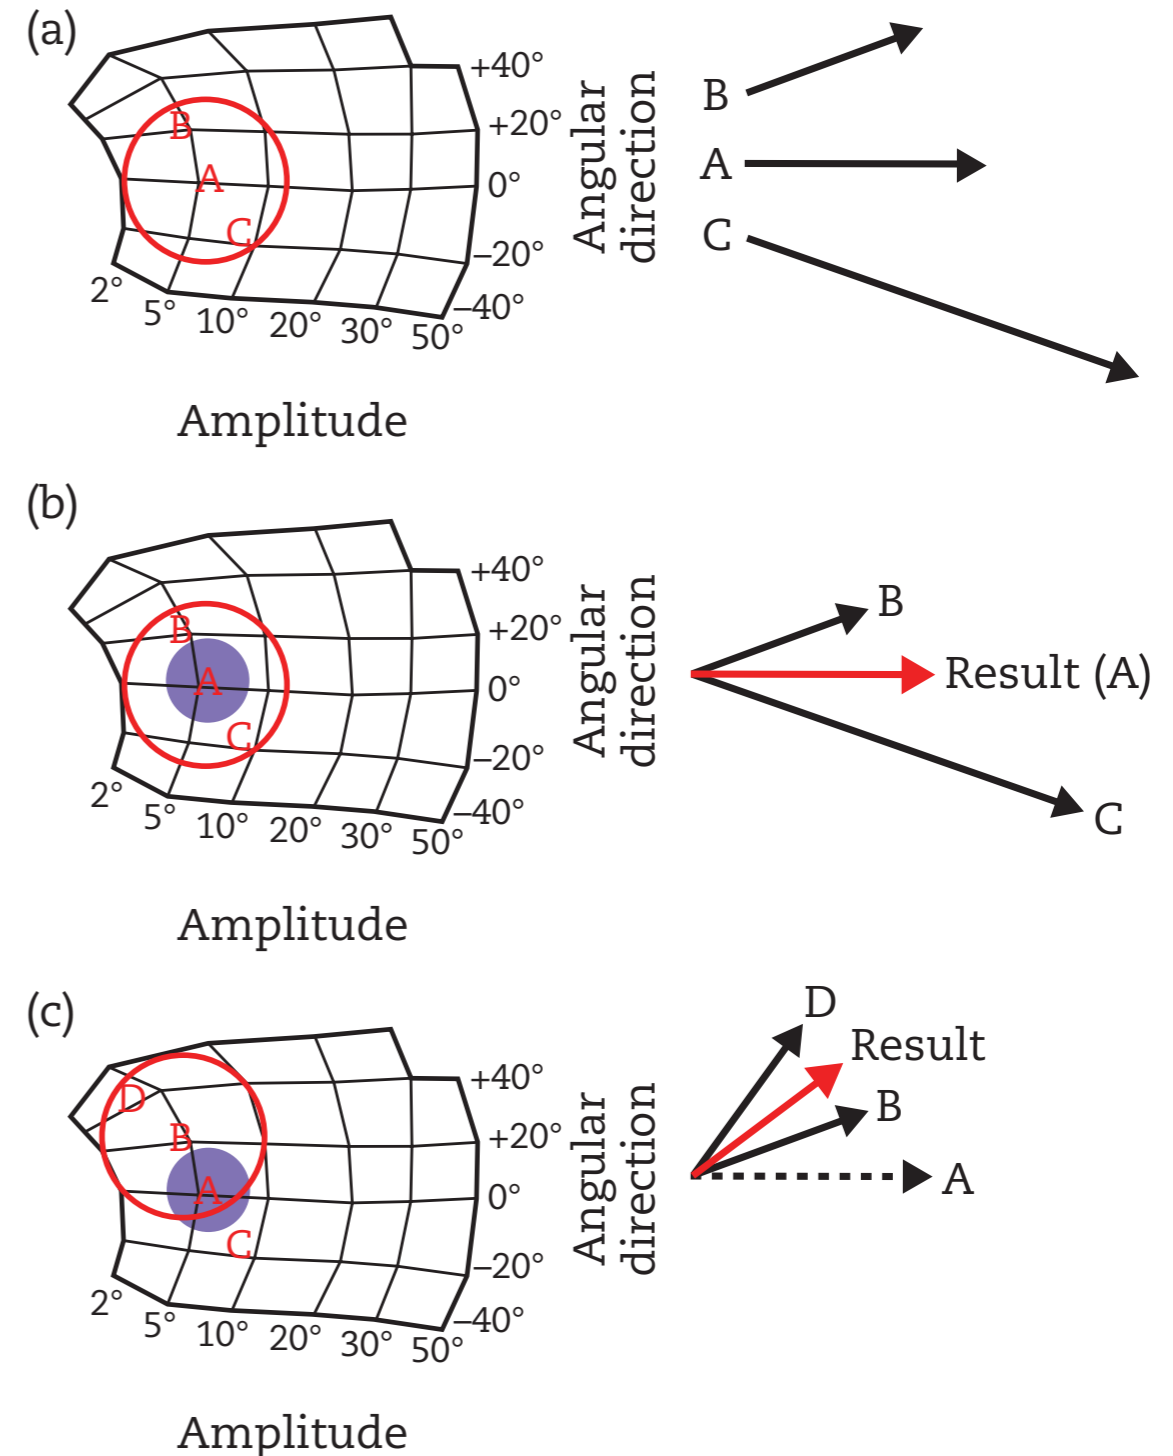 (a)
B
A
C
+40°
+20°
0°
–20°
–40°
2°
5°
10°
20°
30°
50°
Angular
direction
Amplitude
B
A
C
(b)
B
A
C
+40°
+20°
0°
–20°
–40°
2°
5°
10°
20°
30°
50°
Angular
direction
Amplitude
B
Result (A)
C
(c)
D
B
A
C
+40°
+20°
0°
–20°
–40°
2°
5°
10°
20°
30°
50°
Angular
direction
Amplitude
D
Result
B
A